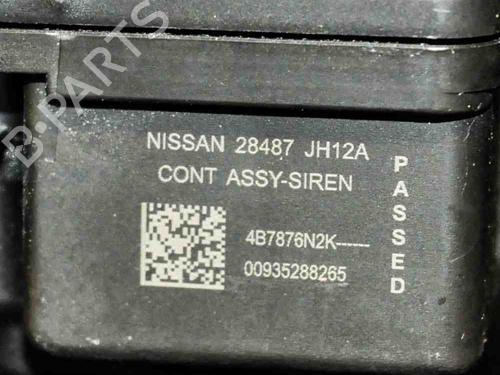 B-PARTS
NISSAN 28487 JH12A
CONT ASSY-SIREN
4B7876N2K------
00935288265
PASSED